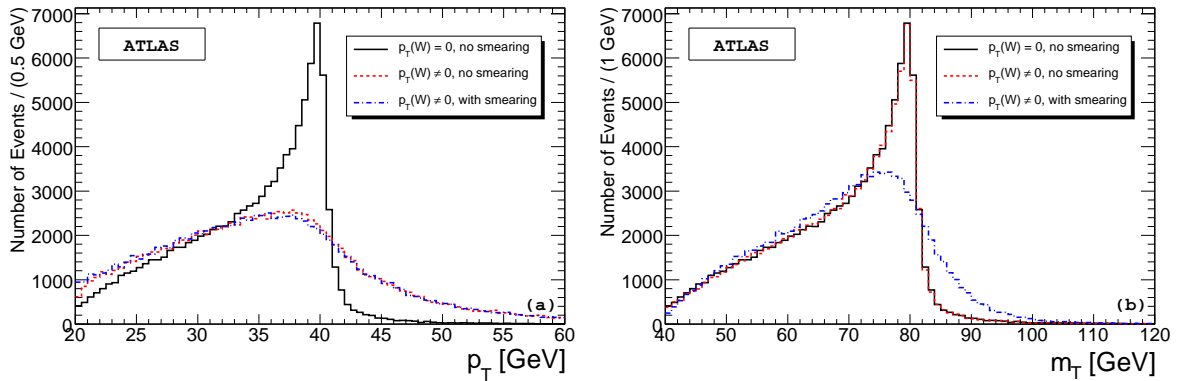 Number of Events / (0.5 GeV)
7000
6000
5000
4000
3000
2000
1000
0
ATLAS
p_T(W) = 0, no smearing
p_T(W) ≠ 0, no smearing
p_T(W) ≠ 0, with smearing
(a)
20 25 30 35 40 45 50 55 60
p_T [GeV]
Number of Events / (1 GeV)
7000
6000
5000
4000
3000
2000
1000
0
ATLAS
p_T(W) = 0, no smearing
p_T(W) ≠ 0, no smearing
p_T(W) ≠ 0, with smearing
(b)
40 50 60 70 80 90 100 110 120
m_T [GeV]